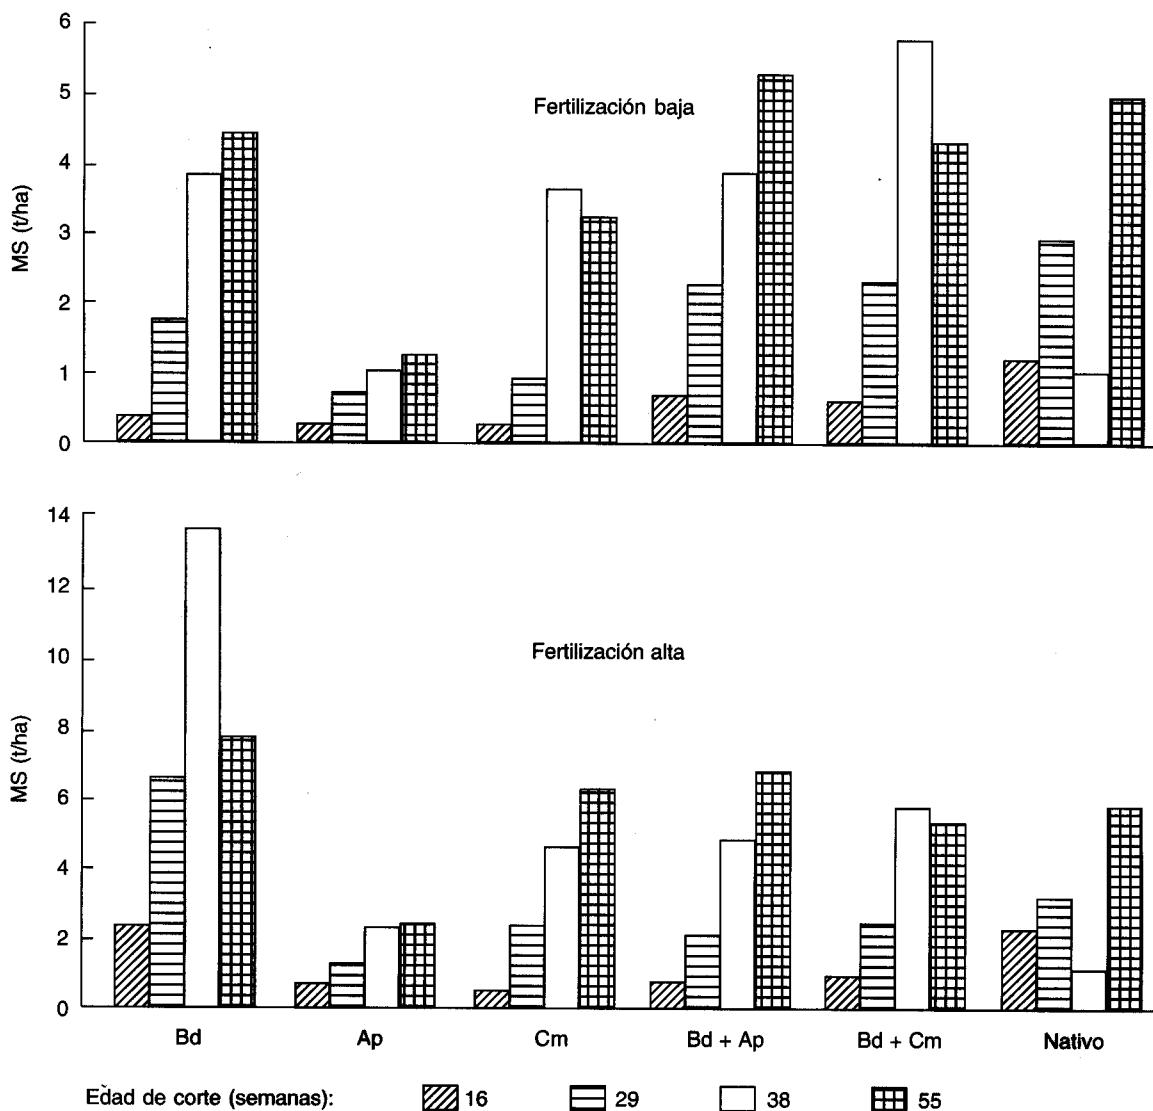 6
5
4
3
2
1
0
MS (t/ha)
Fertilización baja
14
12
10
8
6
4
2
0
MS (t/ha)
Fertilización alta
Bd Ap Cm Bd + Ap Bd + Cm Nativo
Edad de corte (semanas): 16 29 38 55